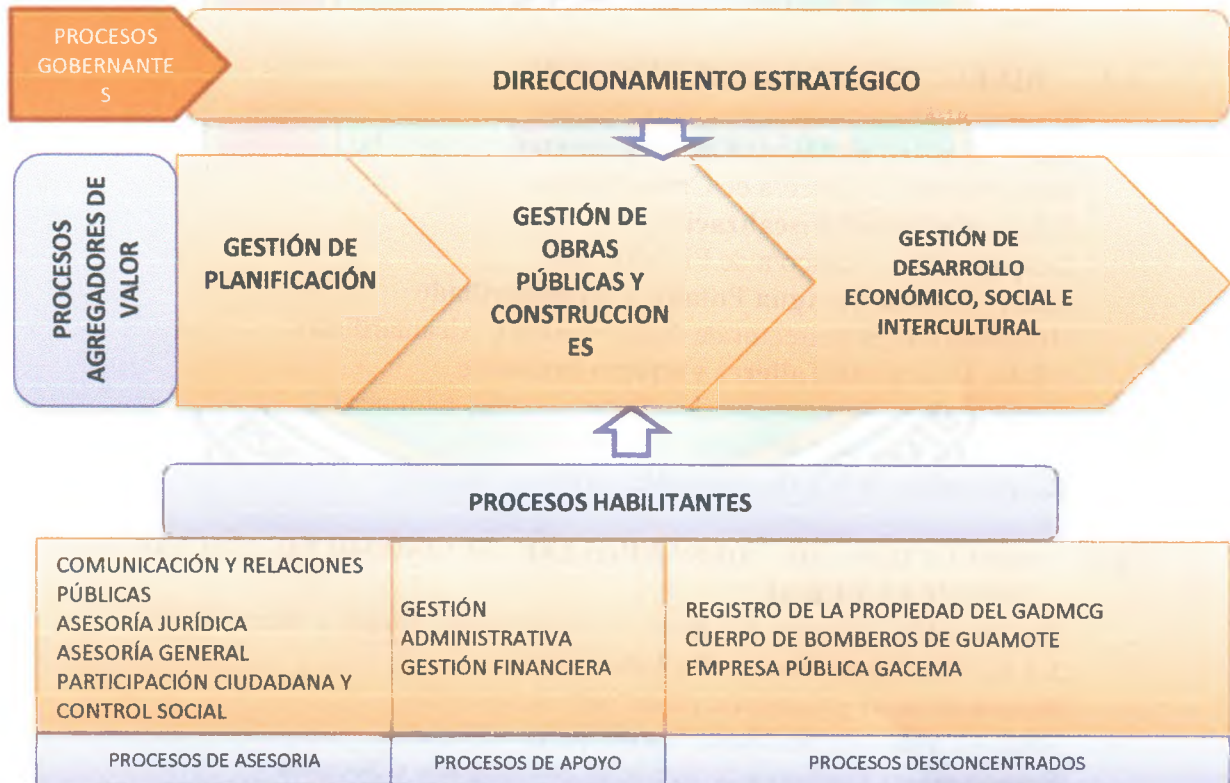 PROCESOS
GOBERNANTE
S
DIRECCIONAMIENTO ESTRATÉGICO
PROCESOS
AGREGADORES DE
VALOR
GESTIÓN DE
PLANIFICACIÓN
GESTIÓN DE
OBRAS
PÚBLICAS Y
CONSTRUCCION
ES
GESTIÓN DE
DESARROLLO
ECONÓMICO, SOCIAL E
INTERCULTURAL
PROCESOS HABILITANTES
COMUNICACIÓN Y RELACIONES
PÚBLICAS
ASESORÍA JURÍDICA
ASESORÍA GENERAL
PARTICIPACIÓN CIUDADANA Y
CONTROL SOCIAL
GESTIÓN
ADMINISTRATIVA
GESTIÓN FINANCIERA
REGISTRO DE LA PROPIEDAD DEL GADMCG
CUERPO DE BOMBEROS DE GUAMOTE
EMPRESA PÚBLICA GACEMA
PROCESOS DE ASESORIA
PROCESOS DE APOYO
PROCESOS DESCONCENTRADOS